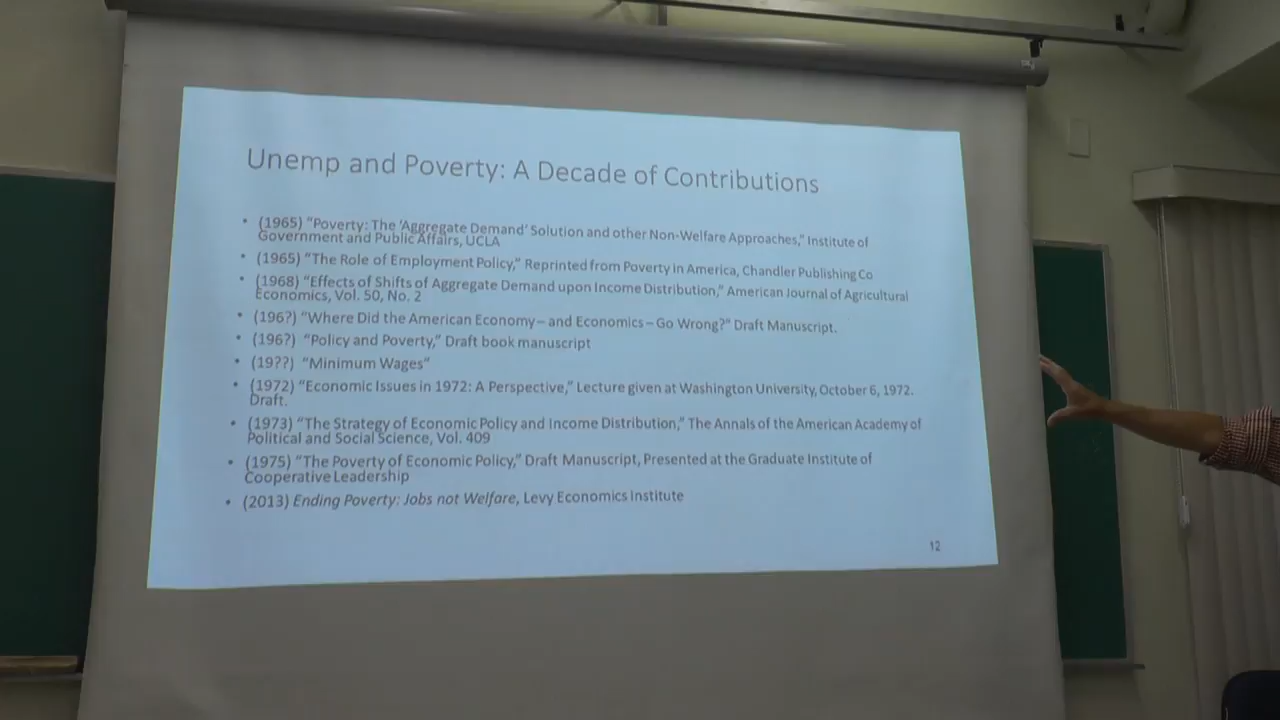 Unemp and Poverty: A Decade of Contributions
• (1965) “Poverty: The ‘Aggregate Demand’ Solution and other Non-Welfare Approaches,” Institute of
Government and Public Affairs, UCLA
• (1965) “The Role of Employment Policy,” Reprinted from Poverty in America, Chandler Publishing Co
• (1968) “Effects of Shifts of Aggregate Demand upon Income Distribution,” American Journal of Agricultural
Economics, Vol. 50, No. 2
• (196?) “Where Did the American Economy – and Economics – Go Wrong?” Draft Manuscript.
• (196?) “Policy and Poverty,” Draft book manuscript
• (19??) “Minimum Wages”
• (1972) “Economic Issues in 1972: A Perspective,” Lecture given at Washington University, October 6, 1972.
Draft.
• (1973) “The Strategy of Economic Policy and Income Distribution,” The Annals of the American Academy of
Political and Social Science, Vol. 409
• (1975) “The Poverty of Economic Policy,” Draft Manuscript, Presented at the Graduate Institute of
Cooperative Leadership
• (2013) Ending Poverty: Jobs not Welfare, Levy Economics Institute
12